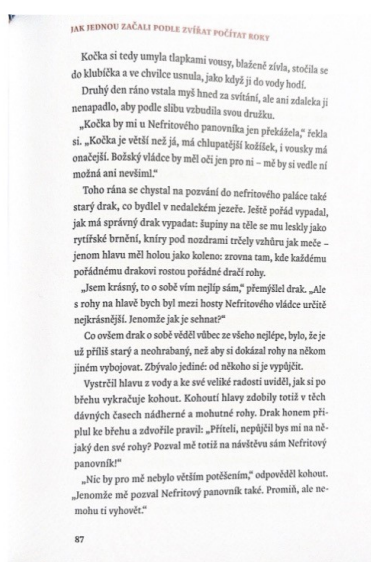 JAK JEDNOU ZAČALI PODLE ZVÍŘAT POČÍTAT ROKY
Kočka si tedy umyla tlapkami vousy, blaženě zívla, stočila se
do klubíčka a ve chvilce usnula, jako když ji do vody hodí.
Druhý den ráno vstala myš hned za svítání, ale ani zdaleka ji
nenapadlo, aby podle slibu vzbudila svou družku.
„Kočka by mi u Nefritového panovníka jen překážela,“ řekla
si. „Kočka je větší než já, má chlupatější kožíšek, i vousky má
onačejší. Božský vládce by měl oči jen pro ni – mě by si vedle ní
možná ani nevšiml.“
Toho rána se chystal na pozvání do nefritového paláce také
starý drak, co bydlel v nedalekém jezeře. Ještě pořád vypadal,
jak má správný drak vypadat: šupiny na těle se mu leskly jako
rytířské brnění, kníry pod nozdrami trčely vzhůru jak meče –
jenom hlavu měl holou jako koleno: zrovna tam, kde každému
pořádnému drakovi rostou pořádné dračí rohy.
„Jsem krásný, to o sobě vím nejlíp sám,“ přemýšlel drak. „Ale
s rohy na hlavě bych byl mezi hosty Nefritového vládce určitě
nejkrásnější. Jenomže jak je sehnat?“
Co ovšem drak o sobě věděl vůbec ze všeho nejlépe, bylo, že je
už příliš starý a neohrabaný, než aby si dokázal rohy na někom
jiném vybojovat. Zbývalo jediné: od někoho si je vypůjčit.
Vystrčil hlavu z vody a ke své veliké radosti uviděl, jak si po
břehu vykračuje kohout. Kohoutí hlavy zdobily totiž v těch
dávných časech nádherné a mohutné rohy. Drak honem při-
plul ke břehu a zdvořile pravil: „Příteli, nepůjčil bys mi na ně-
jaký den své rohy? Pozval mě totiž na návštěvu sám Nefritový
panovník!“
„Nic by pro mě nebylo větším potěšením,“ odpověděl kohout.
„Jenomže mě pozval Nefritový panovník také. Promiň, ale ne-
mohu ti vyhovět.“
87